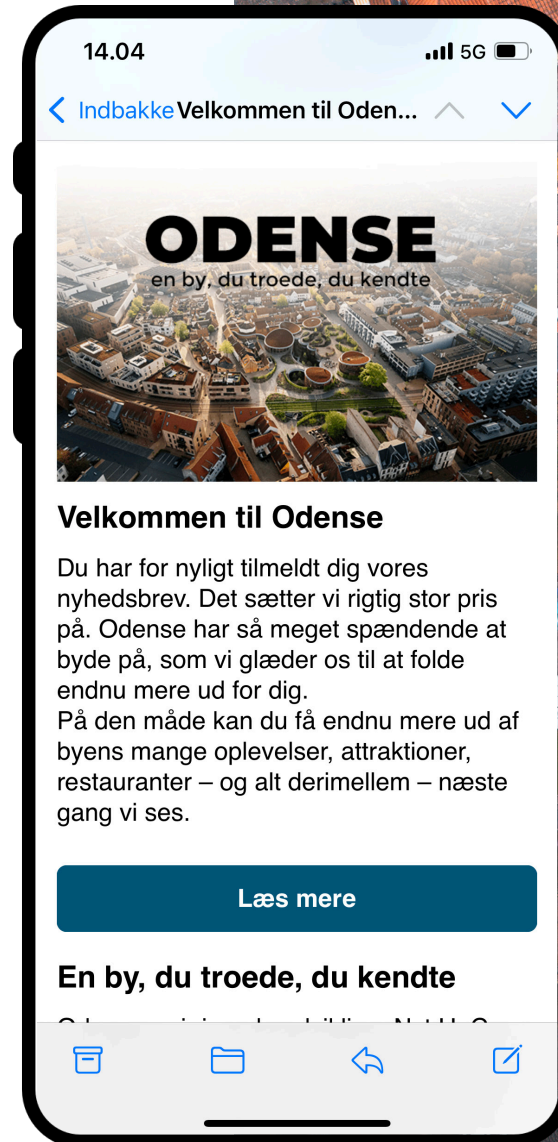 14.04
5G
Indbakke Velkommen til Oden...
ODENSE
en by, du troede, du kendte
Velkommen til Odense
Du har for nyligt tilmeldt dig vores
nyhedsbrev. Det sætter vi rigtig stor pris
på. Odense har så meget spændende at
byde på, som vi glæder os til at folde
endnu mere ud for dig.
På den måde kan du få endnu mere ud af
byens mange oplevelser, attraktioner,
restauranter – og alt derimellem – næste
gang vi ses.
Læs mere
En by, du troede, du kendte